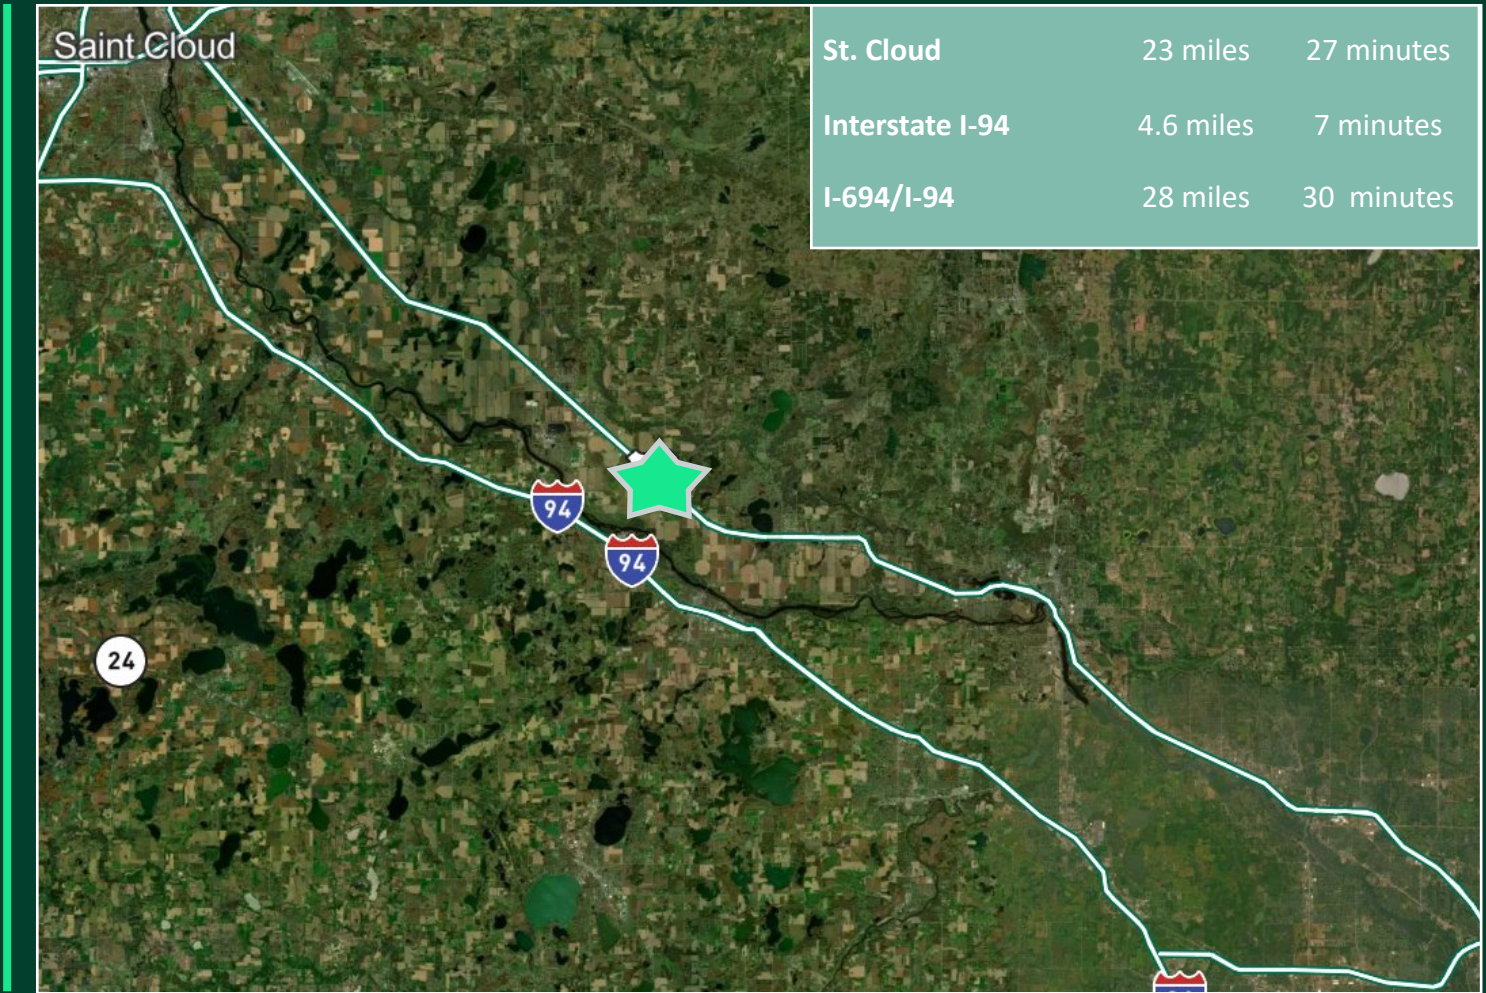 Saint Cloud
St. Cloud 23 miles 27 minutes
Interstate I-94 4.6 miles 7 minutes
I-694/I-94 28 miles 30 minutes
94
94
24